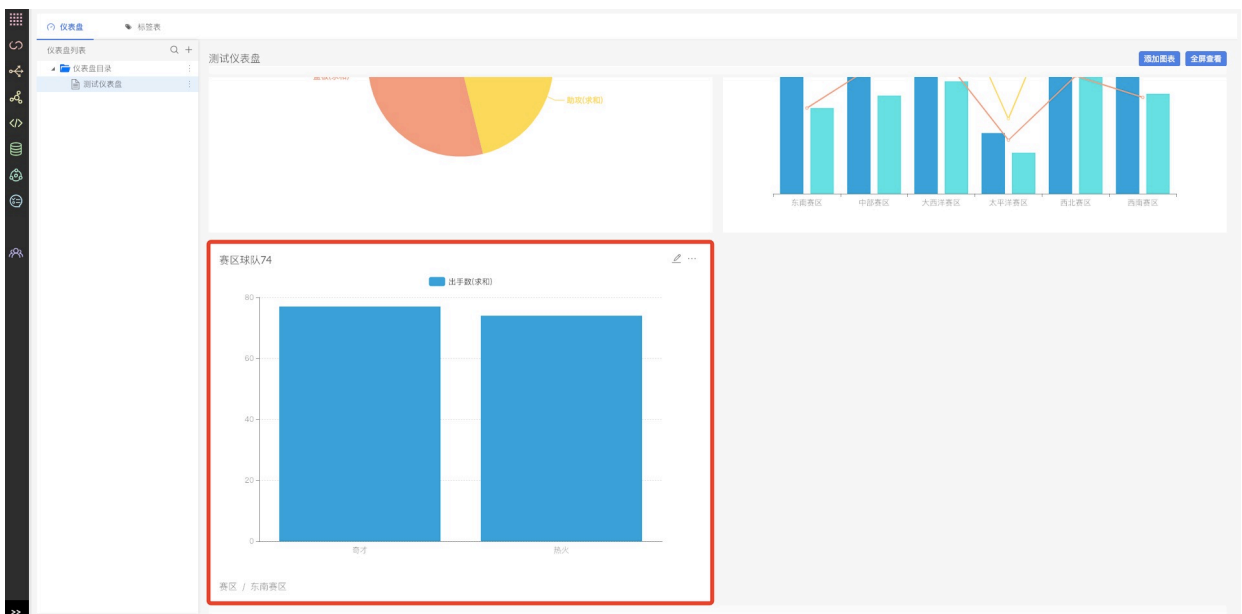 仪表盘 标签表
仪表盘列表
测试仪表盘 添加图表 全屏查看
仪表盘目录
测试仪表盘
助攻(求和)
东南赛区 中部赛区 大西洋赛区 太平洋赛区 西北赛区 西南赛区
赛区球队74
出手数(求和)
80
60
40
20
0
奇才 热火
赛区 / 东南赛区